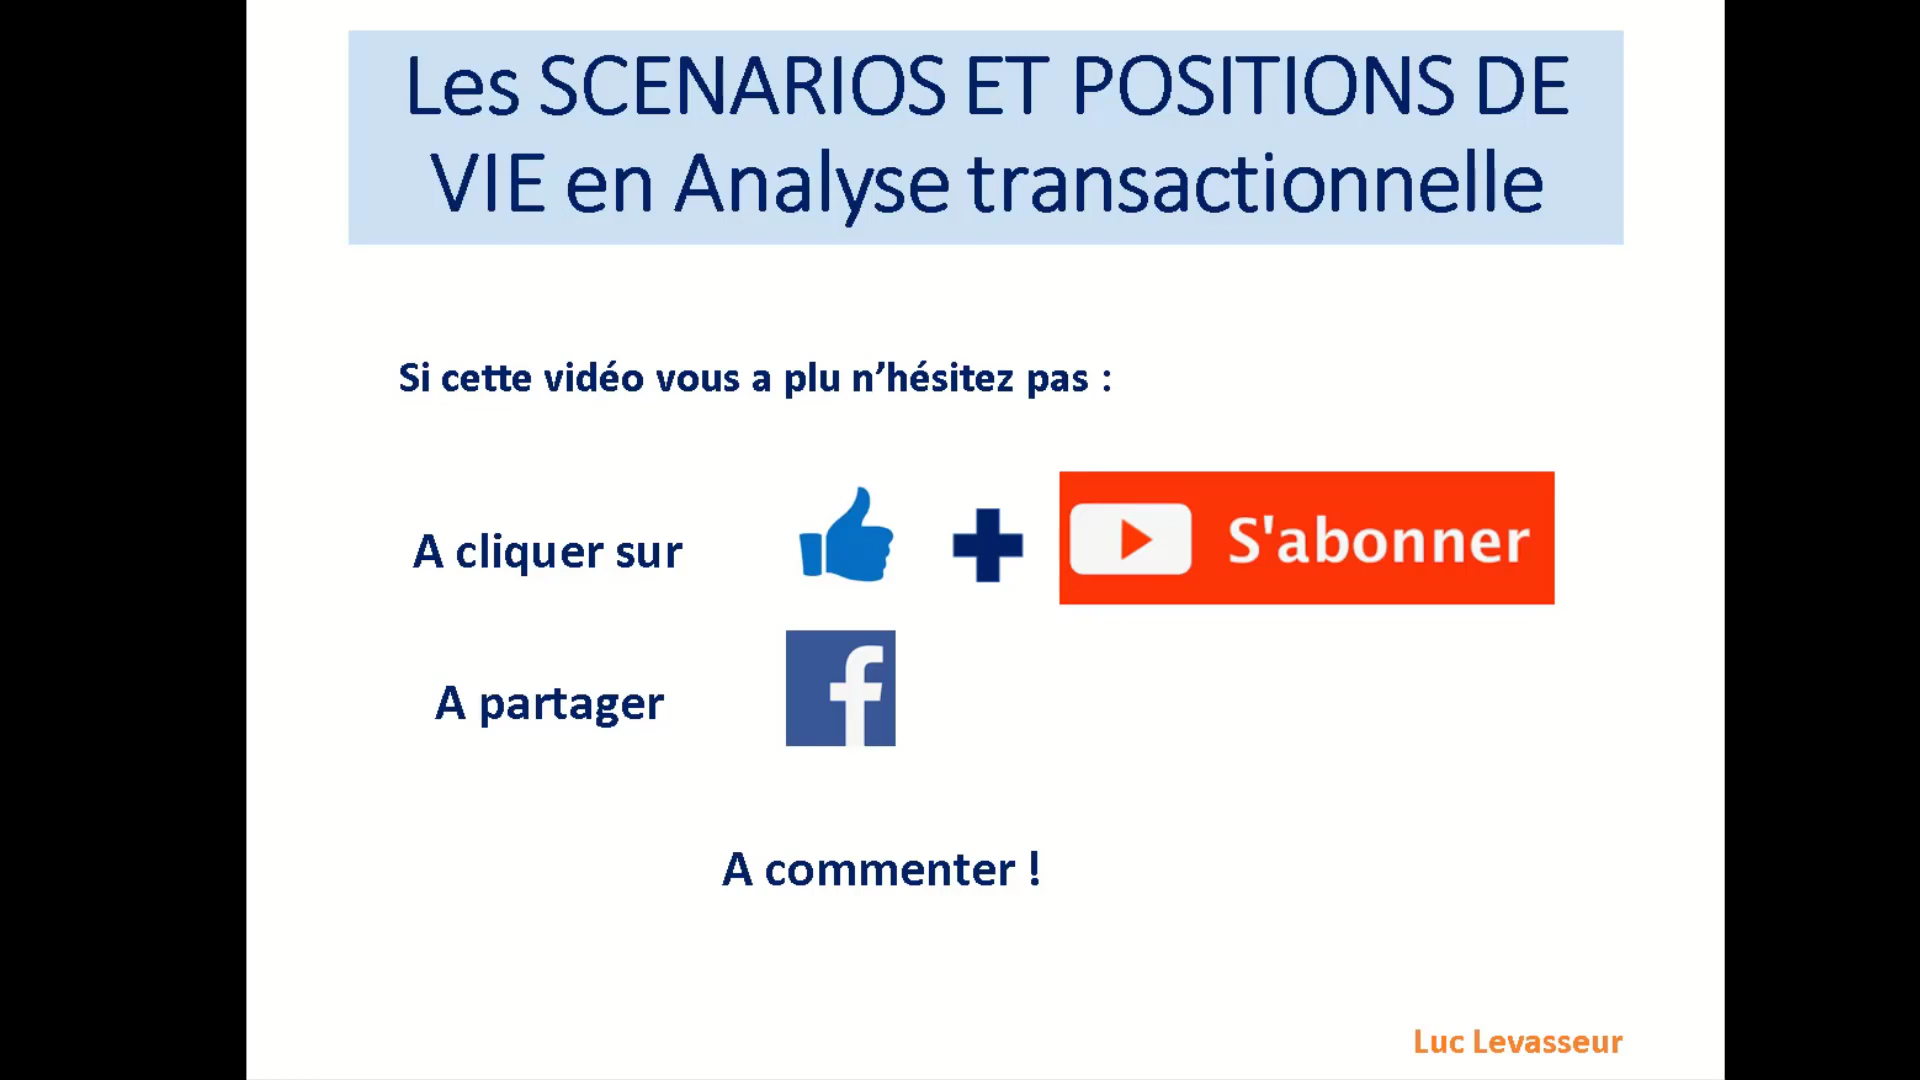 Les SCENARIOS ET POSITIONS DE
VIE en Analyse transactionnelle
Si cette vidéo vous a plu n’hésitez pas :
A cliquer sur
S'abonner
A partager
f
A commenter !
Luc Levasseur